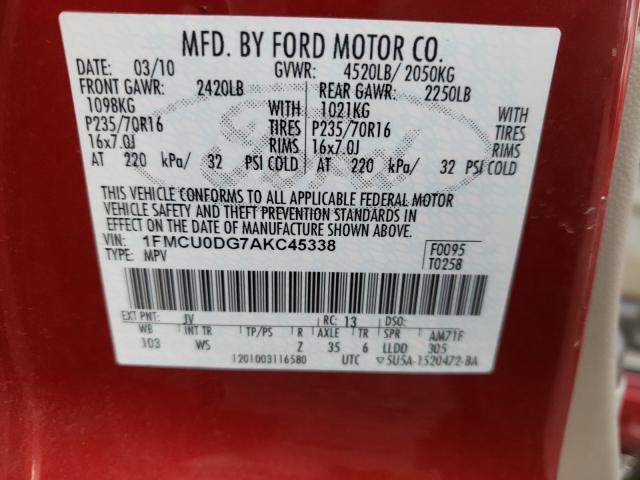 MFD. BY FORD MOTOR CO.
DATE: 03/10 GVWR: 4520LB/ 2050KG
FRONT GAWR: 2420LB REAR GAWR: 2250LB
1098KG WITH 1021KG WITH
P235/70R16 TIRES P235/70R16 TIRES
16x7.0J RIMS 16x7.0J RIMS
AT 220 kPa/ 32 PSI COLD AT 220 kPa/ 32 PSI COLD
THIS VEHICLE CONFORMS TO ALL APPLICABLE FEDERAL MOTOR
VEHICLE SAFETY AND THEFT PREVENTION STANDARDS IN
EFFECT ON THE DATE OF MANUFACTURE SHOWN ABOVE.
VIN: 1FMCU0DG7AKC45338 F0095
TYPE: MPV T0258
EXT PNT: JV RC: 13 DSO:
WB INT TR TP/PS R AXLE TR SPR AM71F
103 WS Z 35 6 LLDD 305
1201003116580 UTC ▽5U5A-1520472-BA
Ford